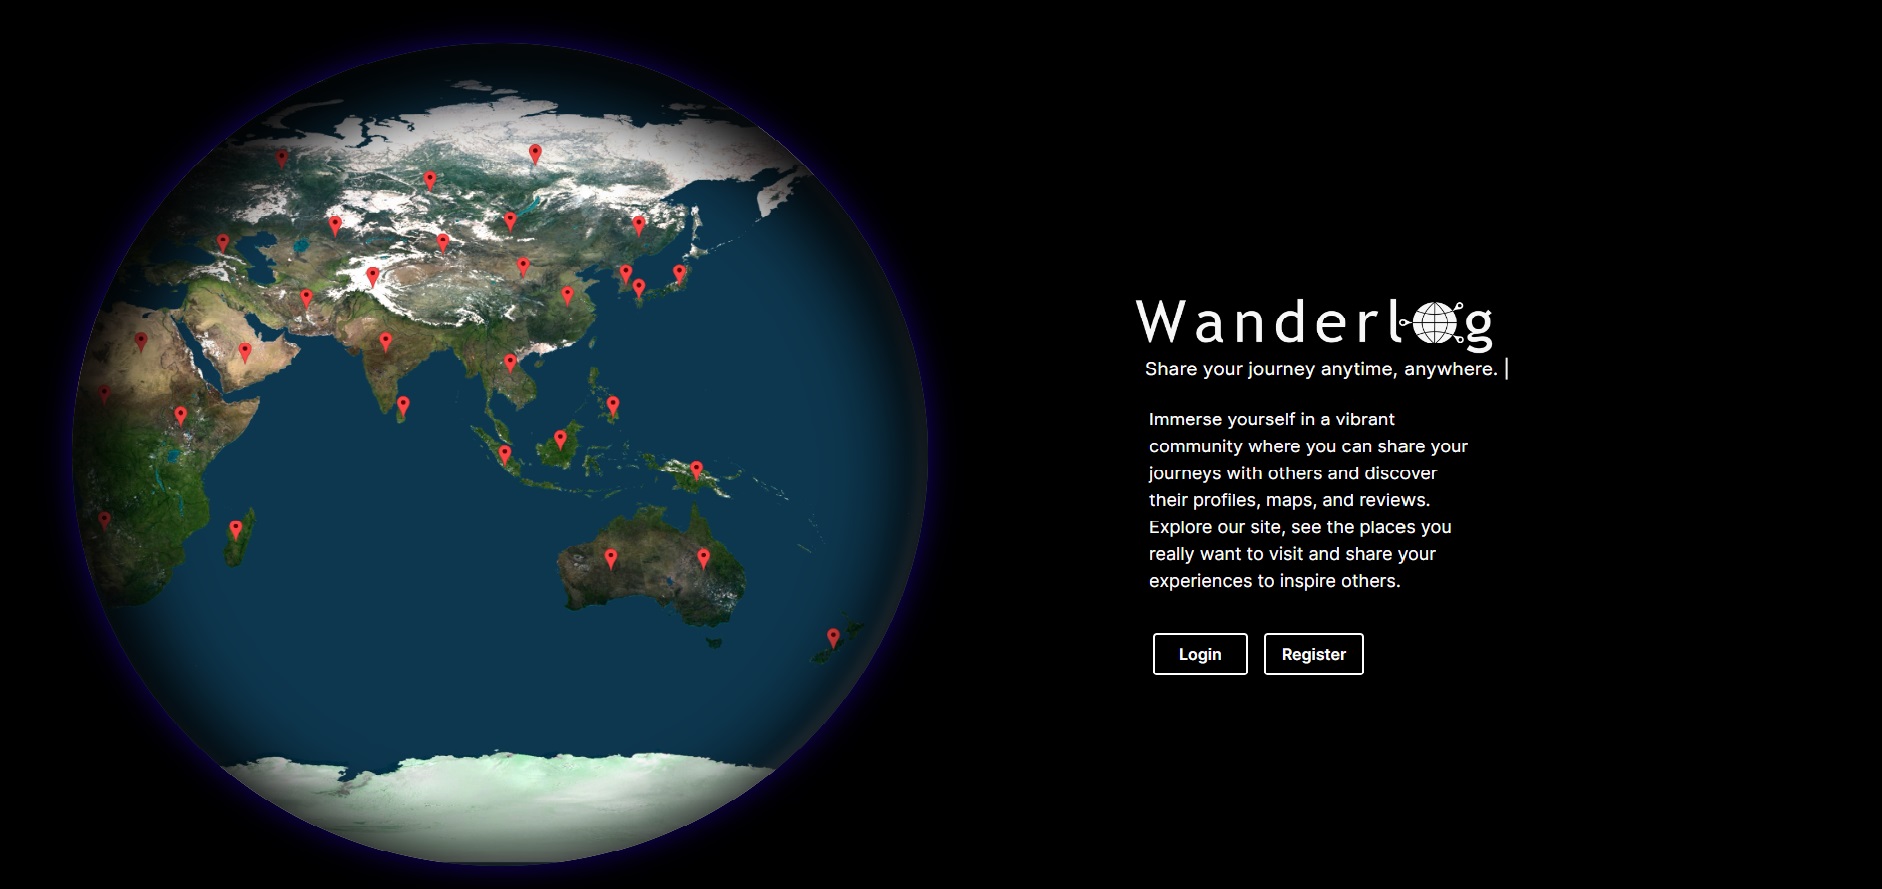 Wanderlog
Share your journey anytime, anywhere.
Immerse yourself in a vibrant
community where you can share your
journeys with others and discover
their profiles, maps, and reviews.
Explore our site, see the places you
really want to visit and share your
experiences to inspire others.
Login
Register